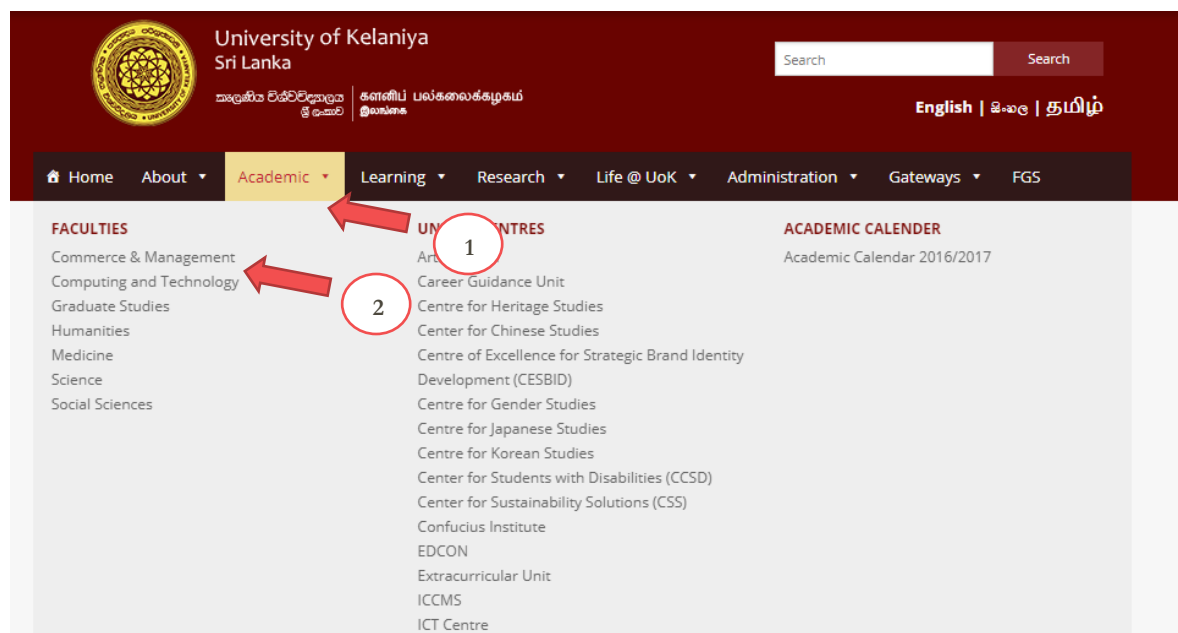 University of Kelaniya
Sri Lanka
කැලණිය විශ්වවිද්‍යාලය
ශ්‍රී ලංකාව
களனிப் பல்கலைக்கழகம்
இலங்கை
Search
Search
English | සිංහල | தமிழ்
Home About Academic Learning Research Life @ UoK Administration Gateways FGS
FACULTIES
Commerce & Management
Computing and Technology
Graduate Studies
Humanities
Medicine
Science
Social Sciences
1
2
NTRES
Career Guidance Unit
Centre for Heritage Studies
Center for Chinese Studies
Centre of Excellence for Strategic Brand Identity
Development (CESBID)
Centre for Gender Studies
Centre for Japanese Studies
Centre for Korean Studies
Center for Students with Disabilities (CCSD)
Center for Sustainability Solutions (CSS)
Confucius Institute
EDCON
Extracurricular Unit
ICCMS
ICT Centre
ACADEMIC CALENDER
Academic Calendar 2016/2017